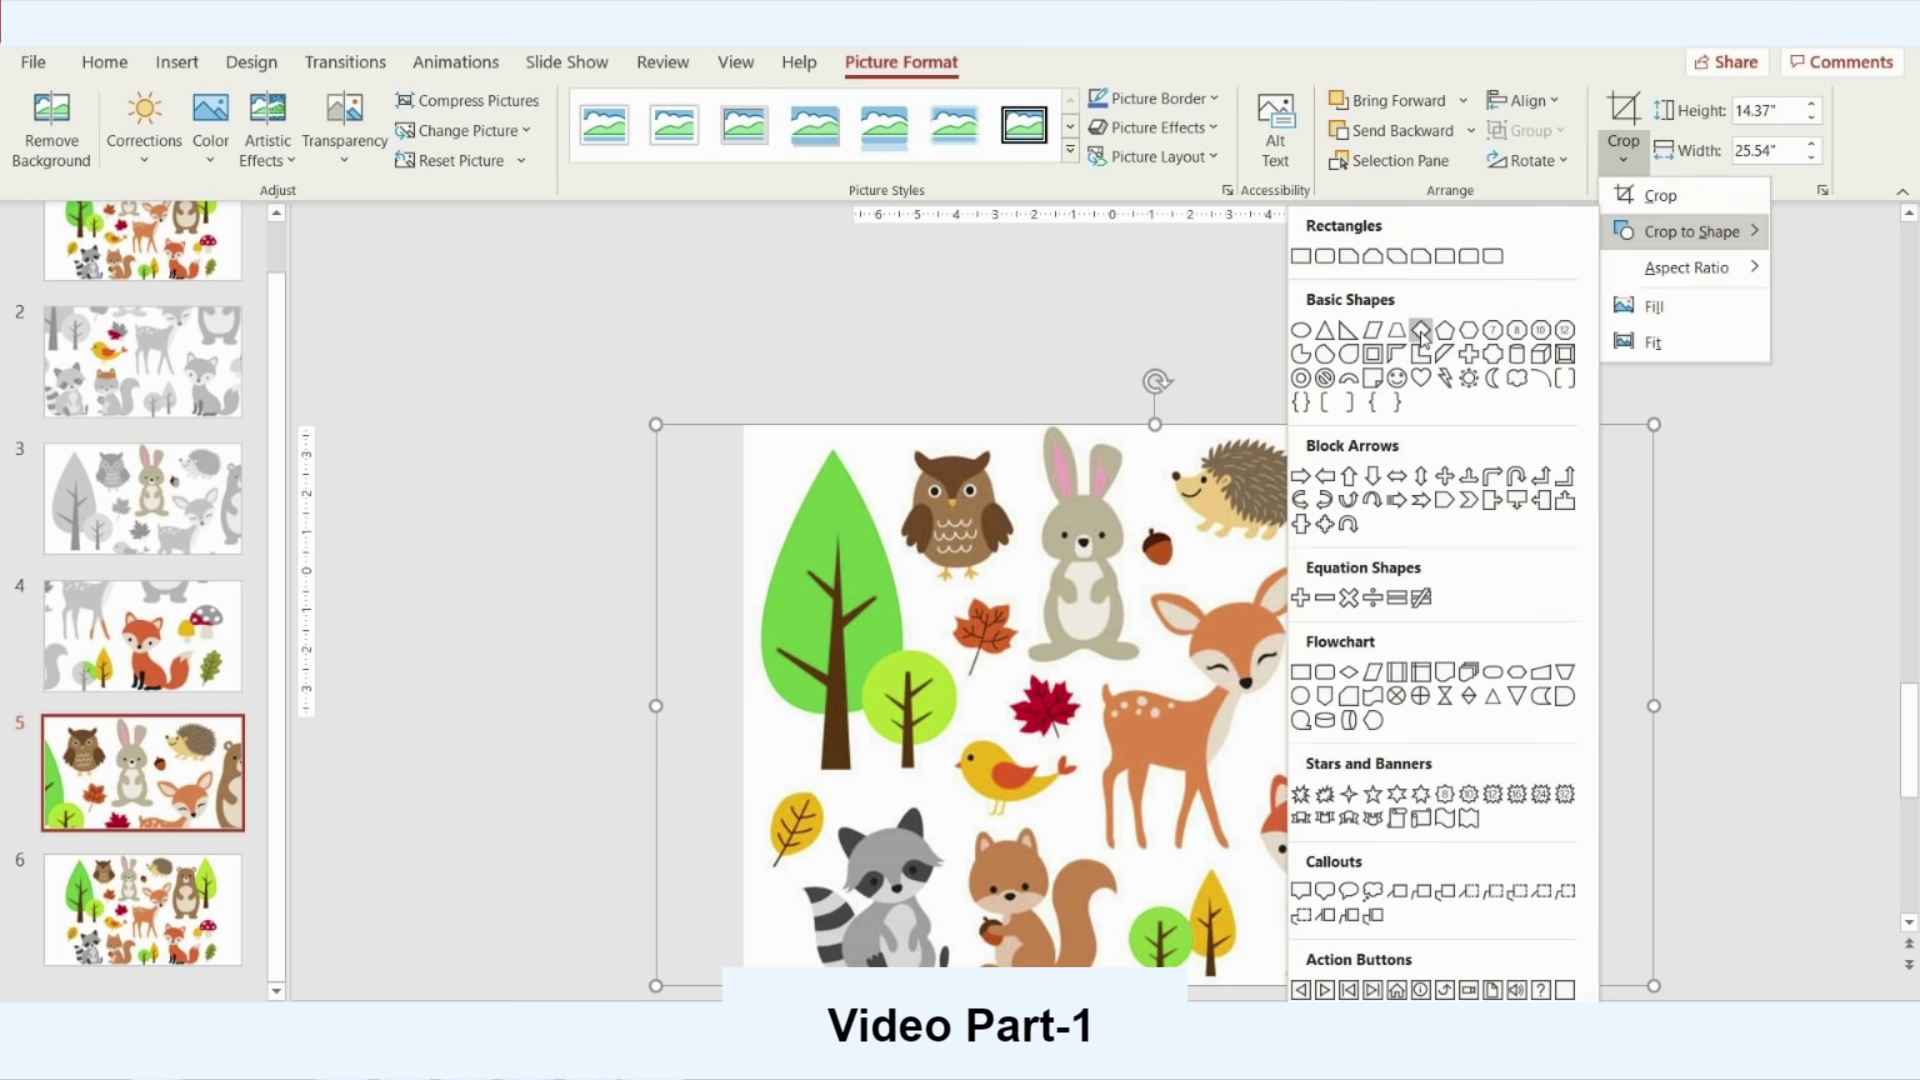 File Home Insert Design Transitions Animations Slide Show Review View Help Picture Format Share Comments
Remove Background
Corrections
Color
Artistic Effects
Transparency
Compress Pictures
Change Picture
Reset Picture
Adjust
Picture Styles
Picture Border
Picture Effects
Picture Layout
Alt Text
Accessibility
Bring Forward
Send Backward
Selection Pane
Align
Group
Rotate
Arrange
Crop
Height: 14.37"
Width: 25.54"
Crop
Crop to Shape
Aspect Ratio
Fill
Fit
Rectangles
Basic Shapes
7 8 10 12
Block Arrows
Equation Shapes
Flowchart
Stars and Banners
Callouts
Action Buttons
2
3
4
5
6
Video Part-1